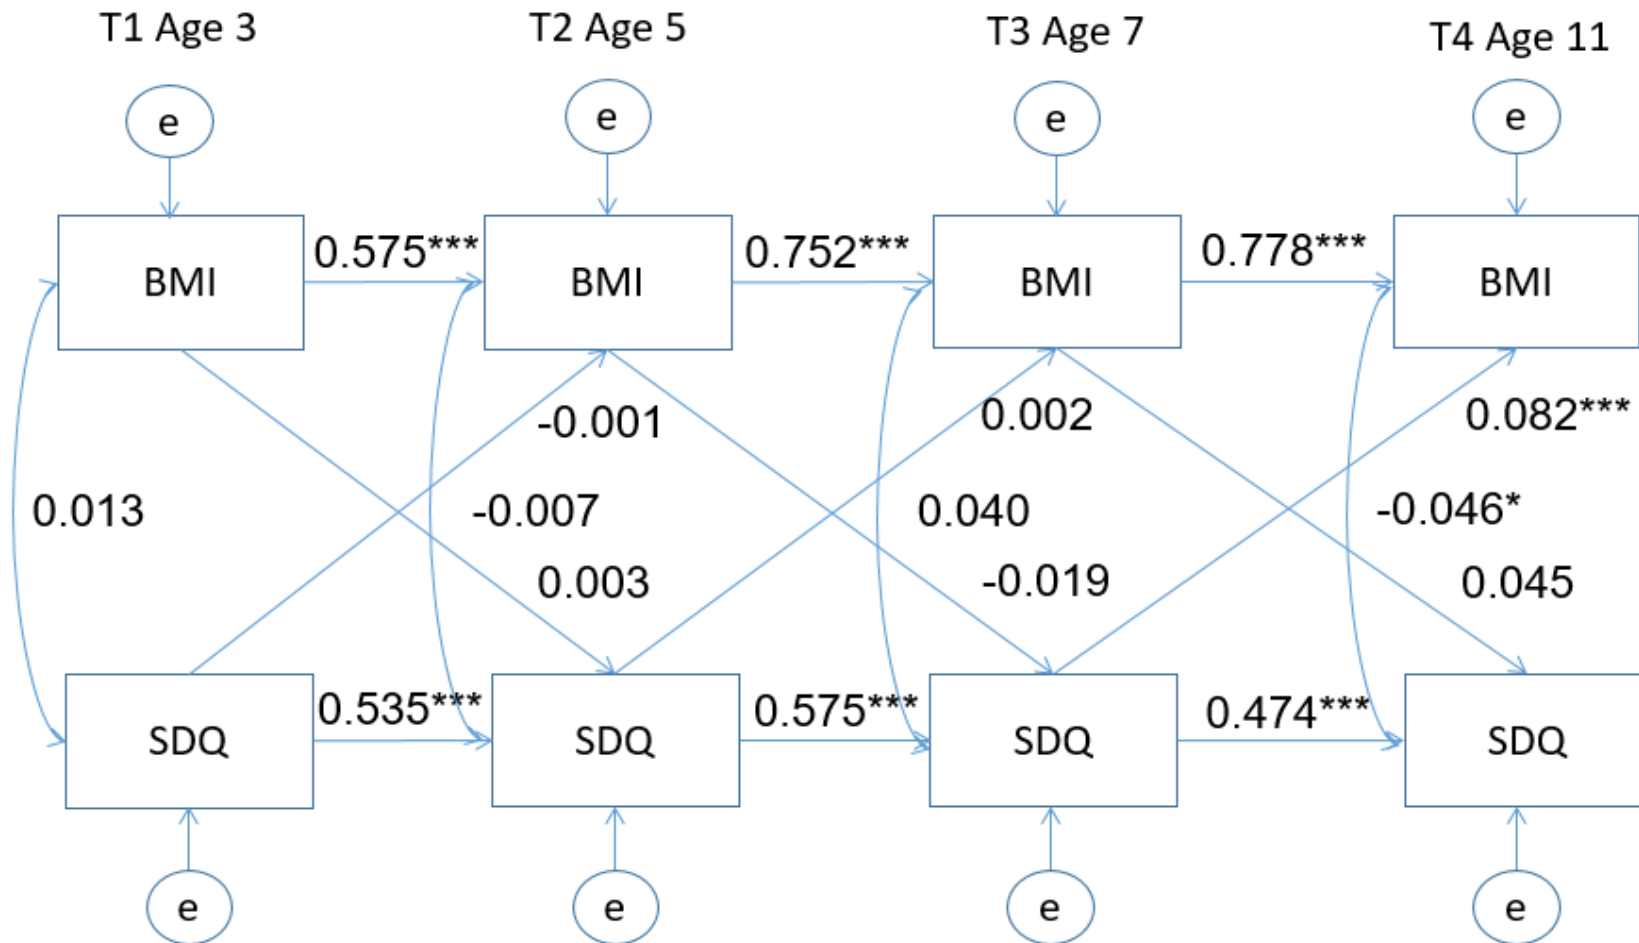 T1 Age 3
T2 Age 5
T3 Age 7
T4 Age 11
e
e
e
e
BMI
0.575***
BMI
0.752***
BMI
0.778***
BMI
-0.001
0.002
0.082***
0.013
-0.007
0.040
-0.046*
0.003
-0.019
0.045
SDQ
0.535***
SDQ
0.575***
SDQ
0.474***
SDQ
e
e
e
e